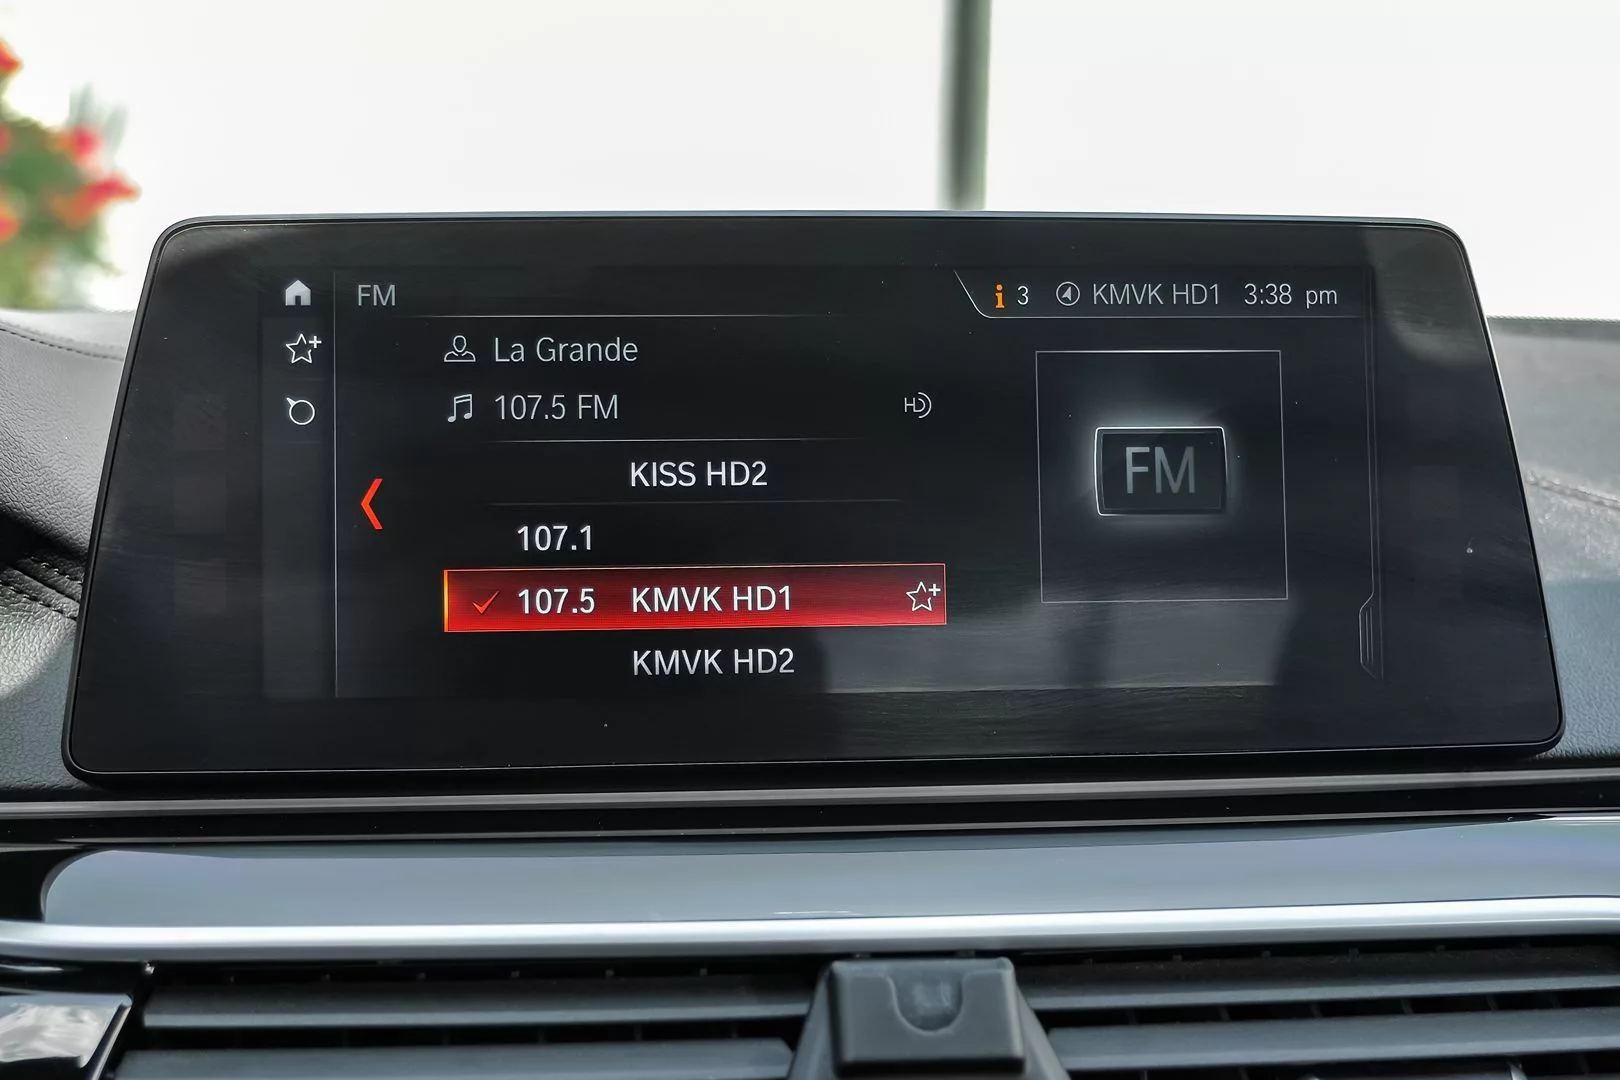 FM
i 3 KMVK HD1 3:38 pm
La Grande
107.5 FM HD
KISS HD2
107.1
107.5 KMVK HD1
KMVK HD2
FM